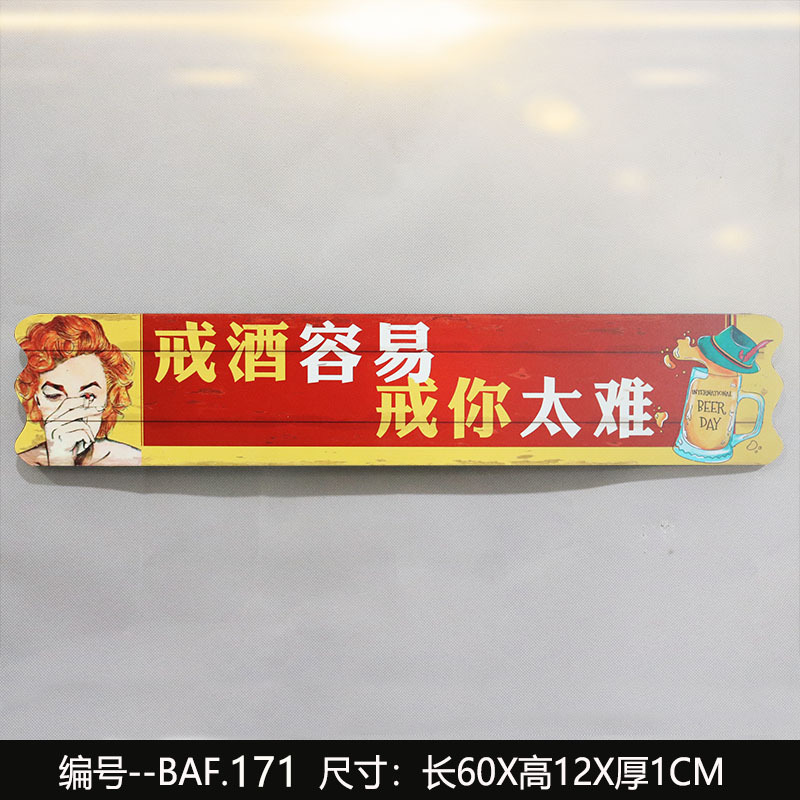 戒酒容易
戒你太难
INTERNATIONAL
BEER
DAY
编号--BAF.171 尺寸：长60X高12X厚1CM